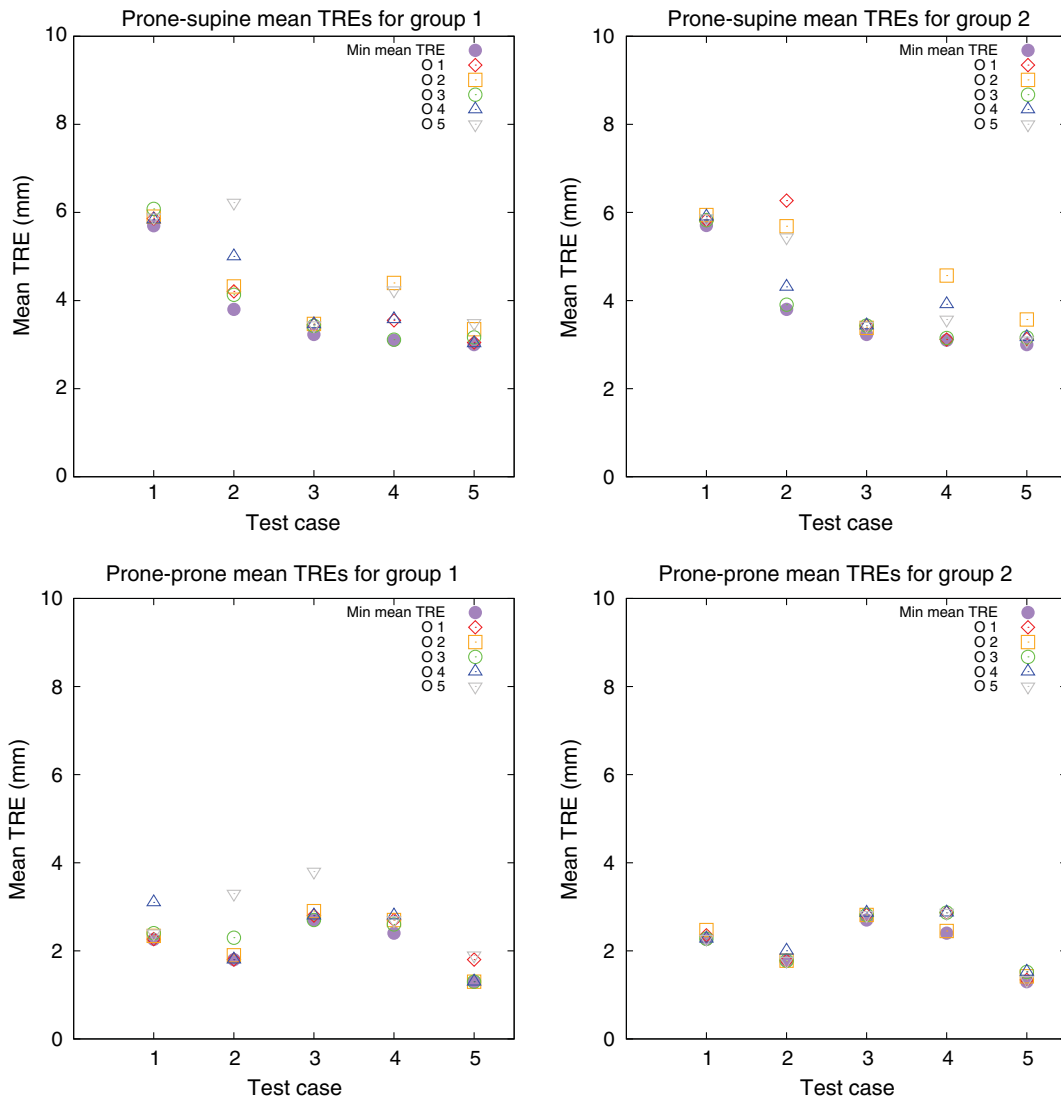 Prone-supine mean TREs for group 1
10
8
6
4
2
0
Mean TRE (mm)
Min mean TRE
O 1
O 2
O 3
O 4
O 5
1 2 3 4 5
Test case
Prone-supine mean TREs for group 2
10
8
6
4
2
0
Mean TRE (mm)
Min mean TRE
O 1
O 2
O 3
O 4
O 5
1 2 3 4 5
Test case
Prone-prone mean TREs for group 1
10
8
6
4
2
0
Mean TRE (mm)
Min mean TRE
O 1
O 2
O 3
O 4
O 5
1 2 3 4 5
Test case
Prone-prone mean TREs for group 2
10
8
6
4
2
0
Mean TRE (mm)
Min mean TRE
O 1
O 2
O 3
O 4
O 5
1 2 3 4 5
Test case